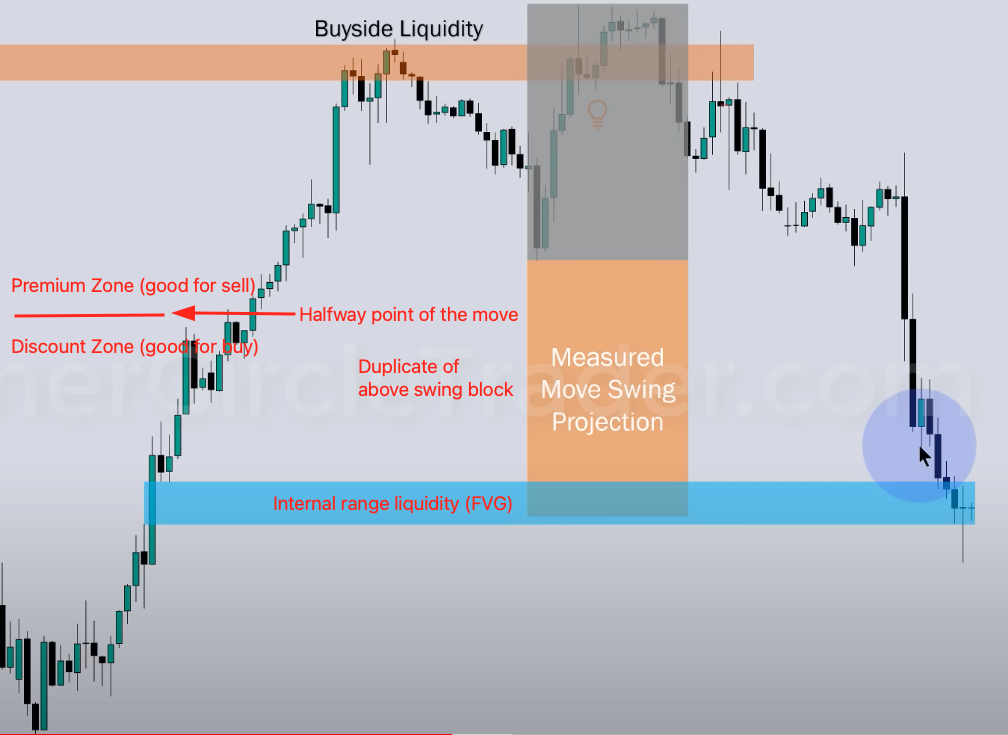 Buyside Liquidity
Premium Zone (good for sell)
Halfway point of the move
Discount Zone (good for buy)
Duplicate of
above swing block
Measured
Move Swing
Projection
nerCircleTrader.com
Internal range liquidity (FVG)